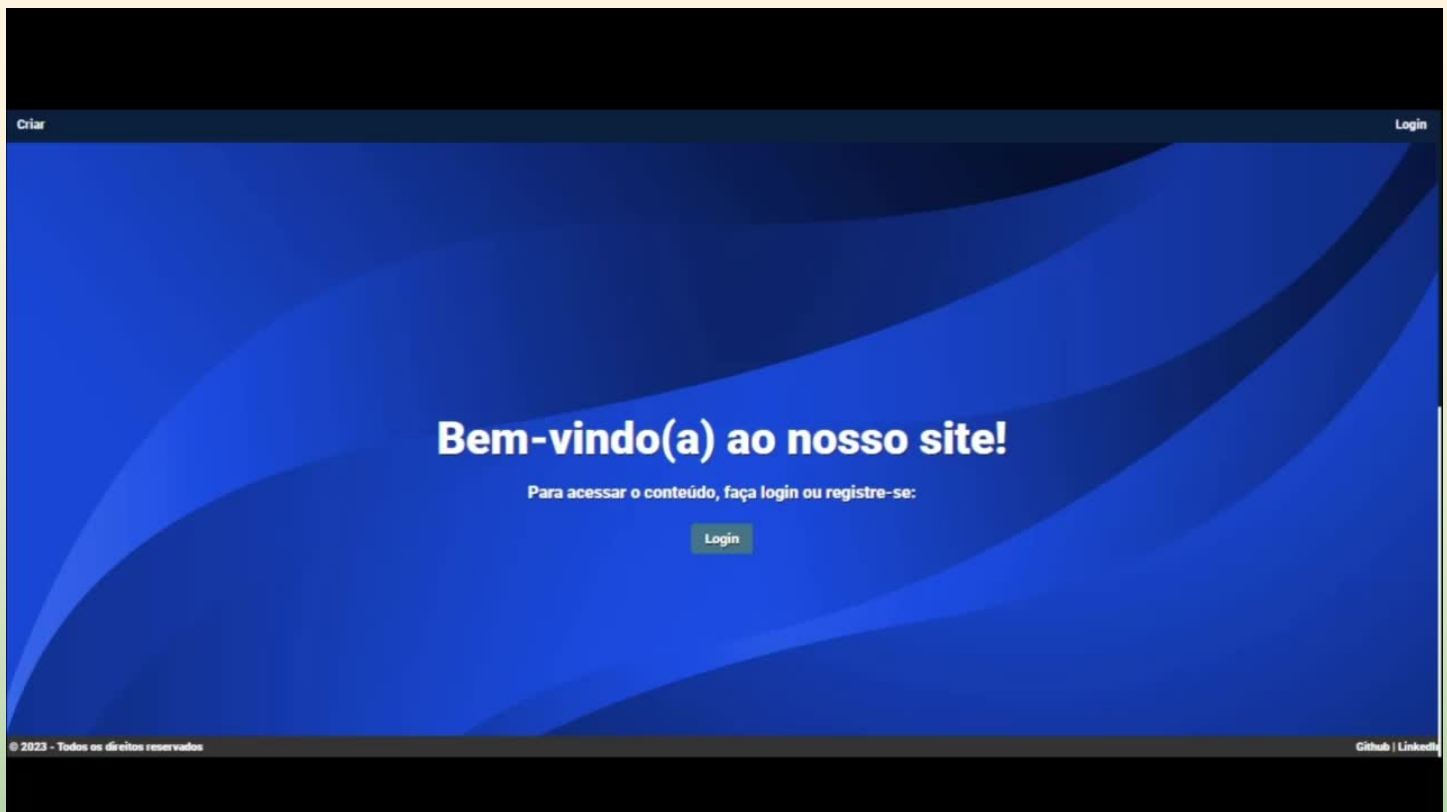 Criar
Login
Bem-vindo(a) ao nosso site!
Para acessar o conteúdo, faça login ou registre-se:
Login
© 2023 - Todos os direitos reservados
Github | LinkedIn